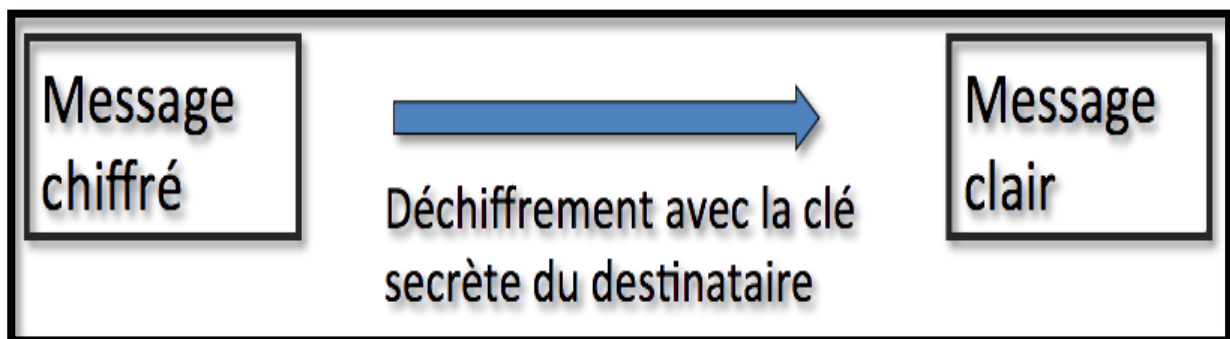 Message
chiffré
Déchiffrement avec la clé
secrète du destinataire
Message
clair